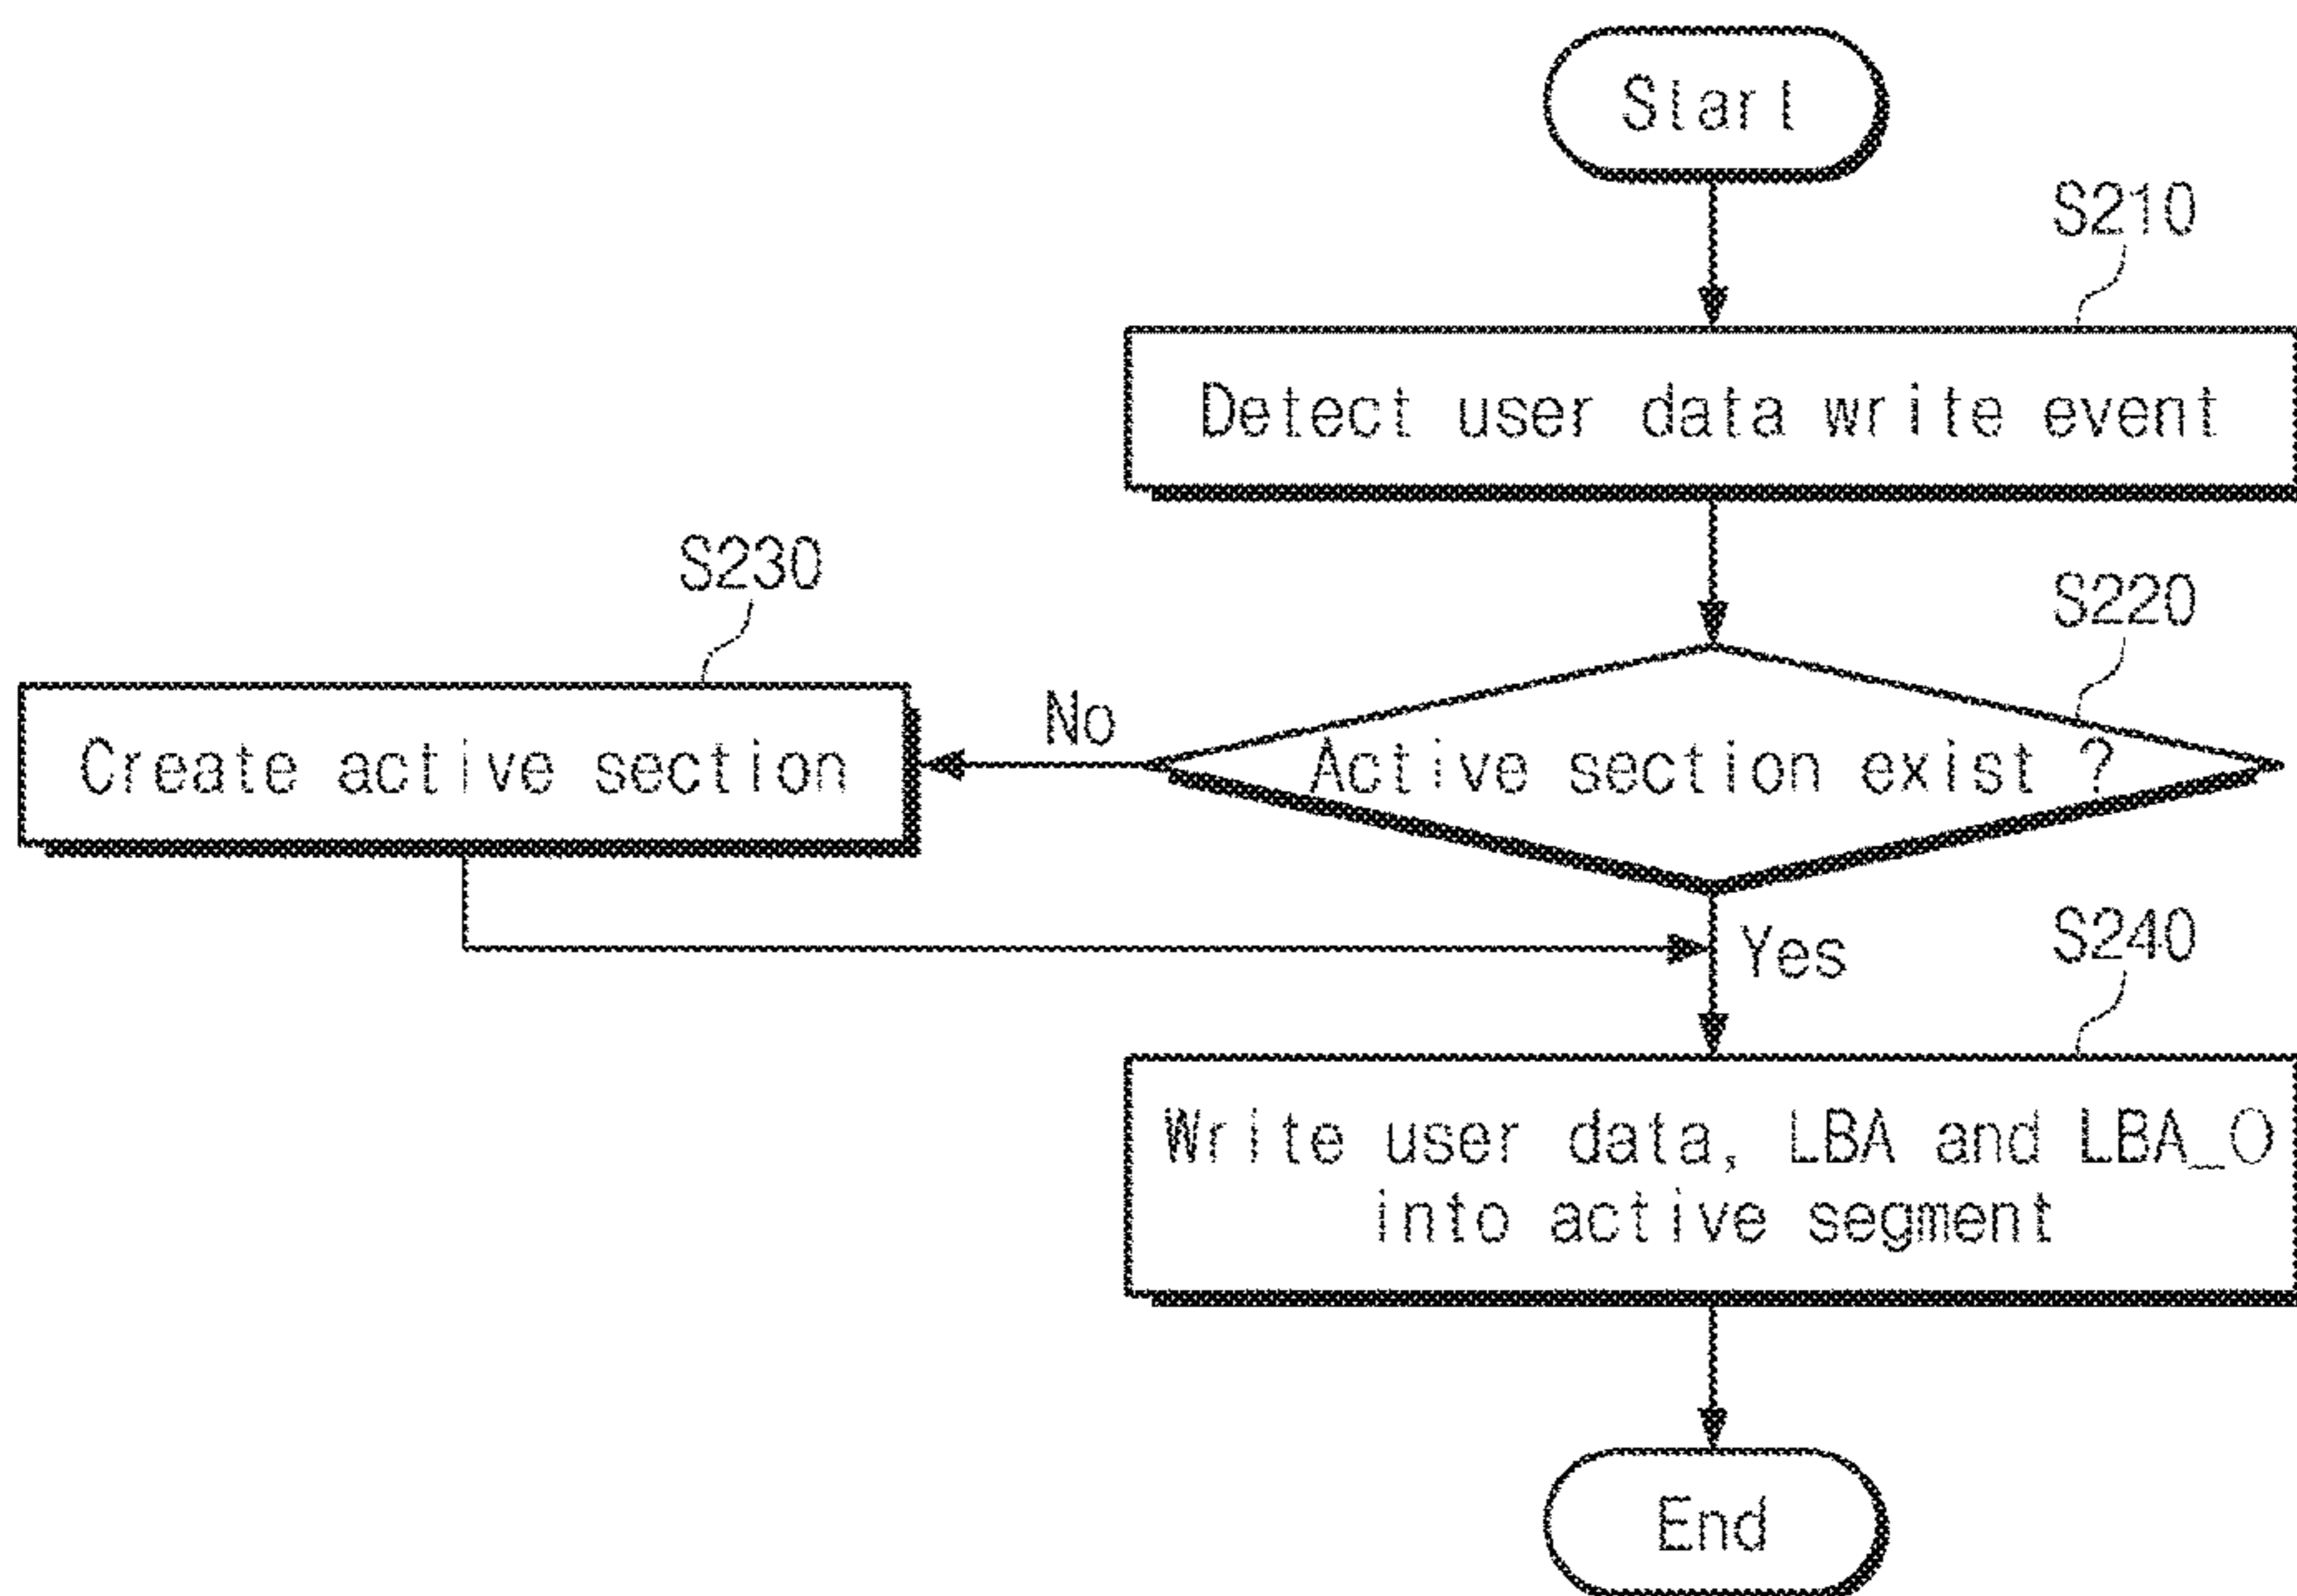 Start
S210
Detect user data write event
S220
Active section exist ?
No
S230
Create active section
Yes
S240
Write user data, LBA and LBA_O
into active segment
End